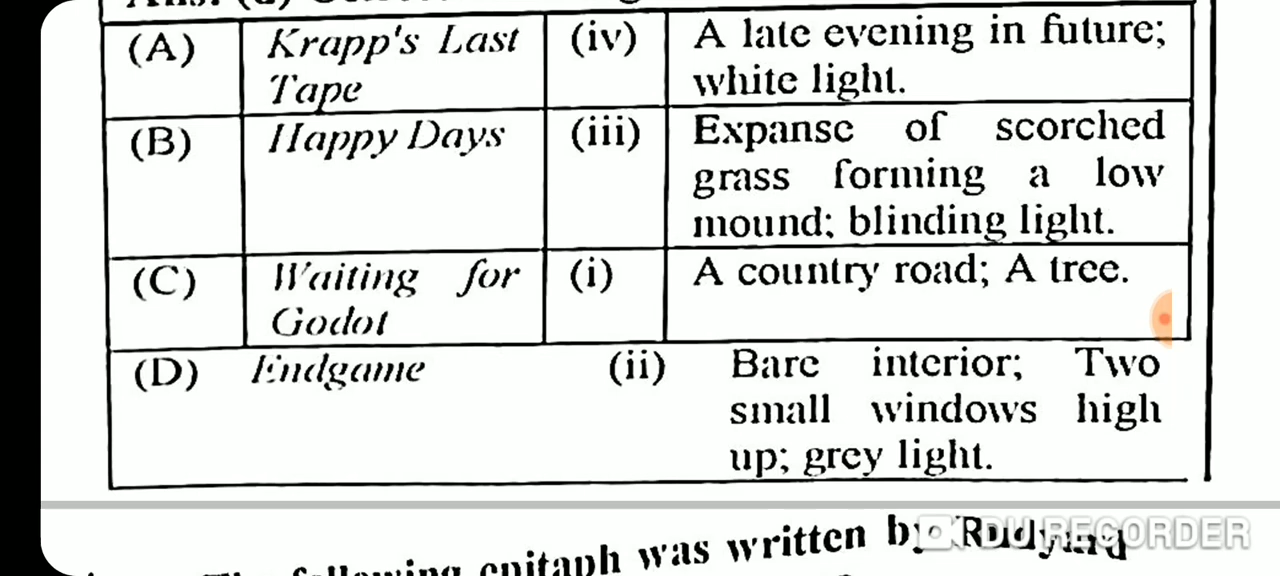 (A) Krapp's Last (iv) A late evening in future;
Tape white light.
(B) Happy Days (iii) Expanse of scorched
grass forming a low
mound; blinding light.
(C) Waiting for (i) A country road; A tree.
Godot
(D) Endgame (ii) Bare interior; Two
small windows high
up; grey light.
following epitaph was written by Rudyard
DU RECORDER